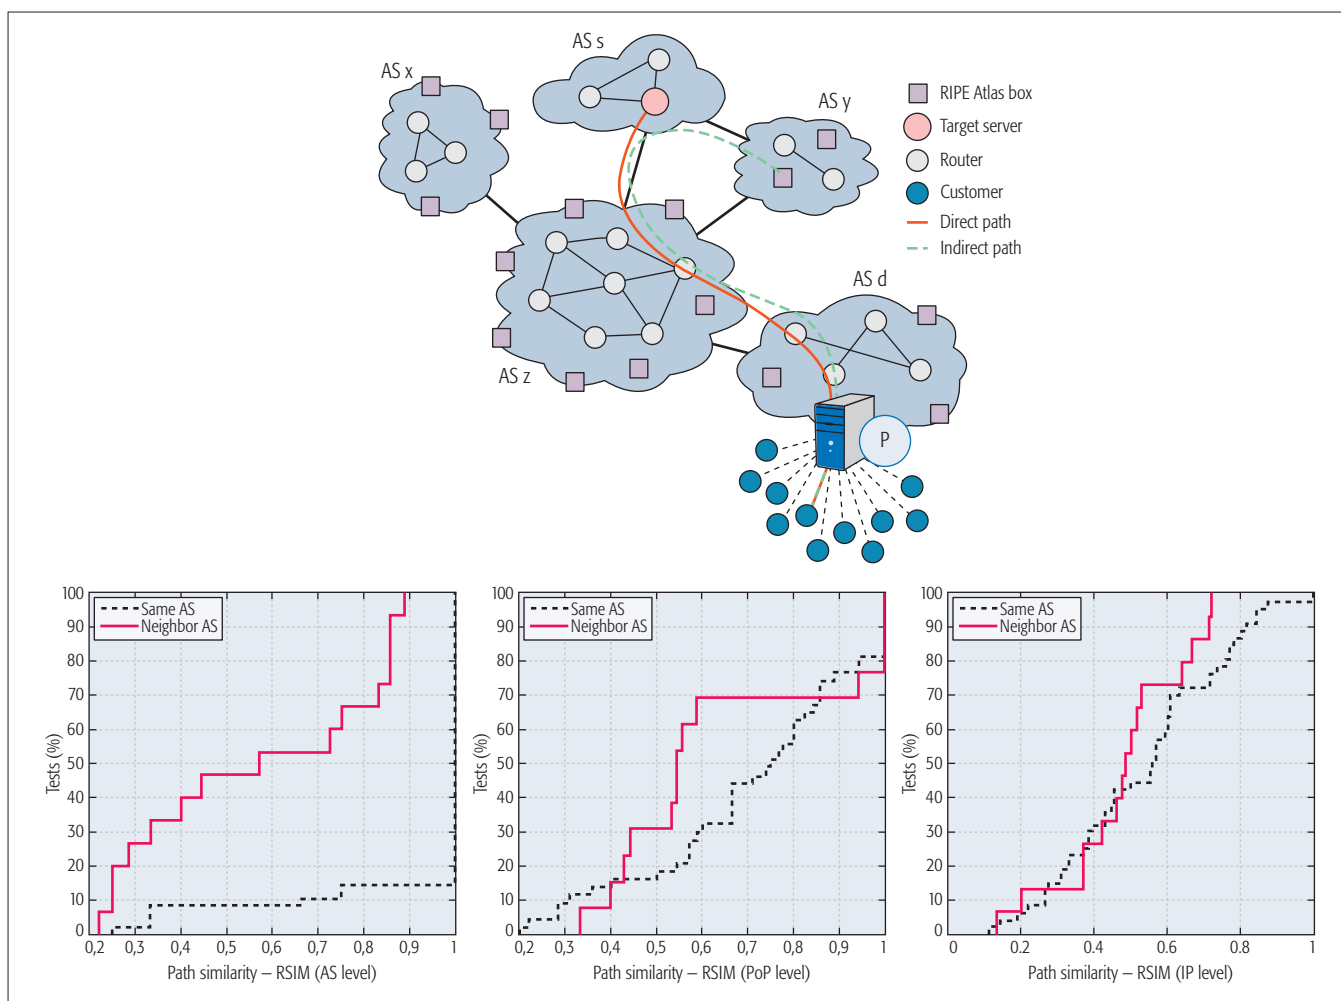 AS s
AS x
AS y
RIPE Atlas box
Target server
Router
Customer
Direct path
Indirect path
AS d
AS z
P
100
90
80
70
60
50
40
30
20
10
0
Tests (%)
Same AS
Neighbor AS
0,2 0,3 0,4 0,5 0,6 0,7 0,8 0,9 1
Path similarity – RSIM (AS level)
100
90
80
70
60
50
40
30
20
10
0
Tests (%)
Same AS
Neighbor AS
0,2 0,3 0,4 0,5 0,6 0,7 0,8 0,9 1
Path similarity – RSIM (PoP level)
100
90
80
70
60
50
40
30
20
10
0
Tests (%)
Same AS
Neighbor AS
0 0.2 0.4 0.6 0.8 1
Path similarity – RSIM (IP level)